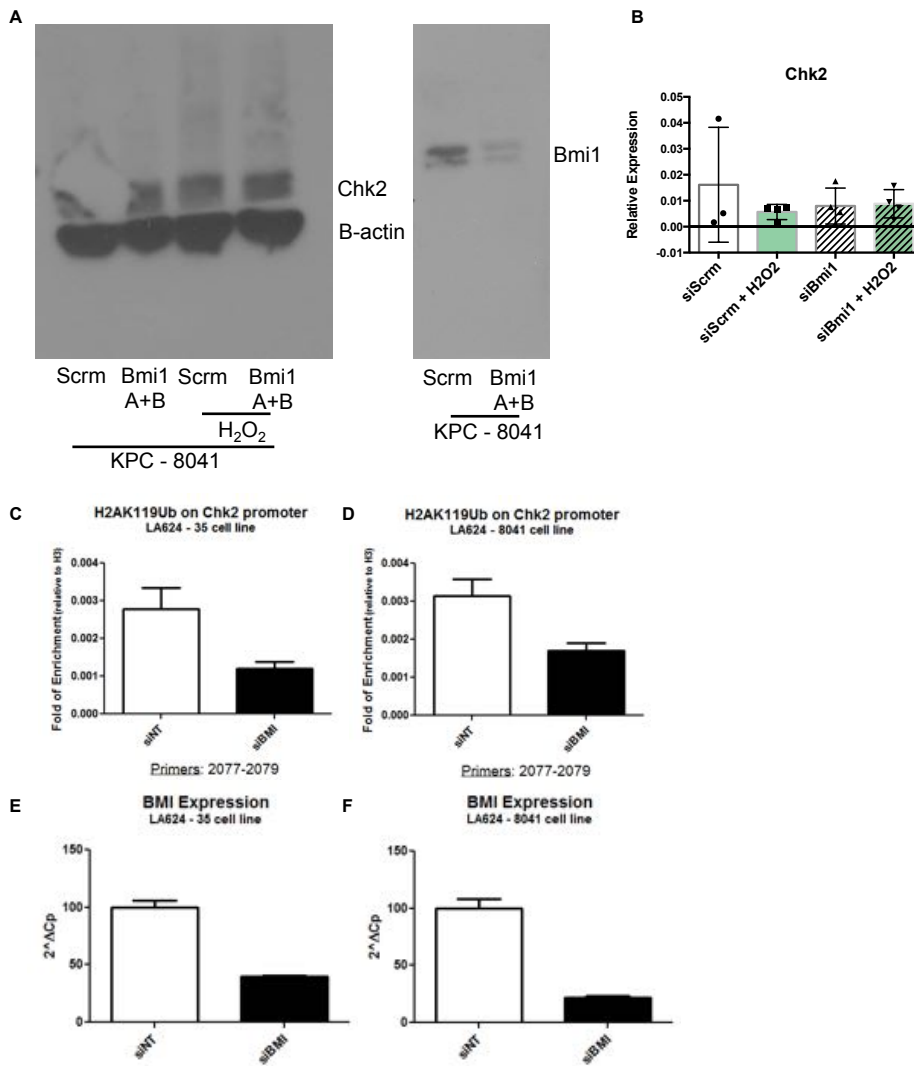 A
Chk2
B-actin
Scrm Bmi1 Scrm Bmi1
A+B A+B
H2O2
KPC - 8041
Bmi1
Scrm Bmi1
A+B
KPC - 8041
B
Chk2
Relative Expression
0.05
0.04
0.03
0.02
0.01
0.00
-0.01
siScrm
siScrm + H2O2
siBmi1
siBmi1 + H2O2
C
H2AK119Ub on Chk2 promoter
LA624 - 35 cell line
Fold of Enrichment (relative to H3)
0.004
0.003
0.002
0.001
0.000
siNT
siBMI
Primers: 2077-2079
D
H2AK119Ub on Chk2 promoter
LA624 - 8041 cell line
Fold of Enrichment (relative to H3)
0.004
0.003
0.002
0.001
0.000
siNT
siBMI
Primers: 2077-2079
E
BMI Expression
LA624 - 35 cell line
2^ΔCp
150
100
50
0
siNT
siBMI
F
BMI Expression
LA624 - 8041 cell line
2^ΔCp
150
100
50
0
siNT
siBMI